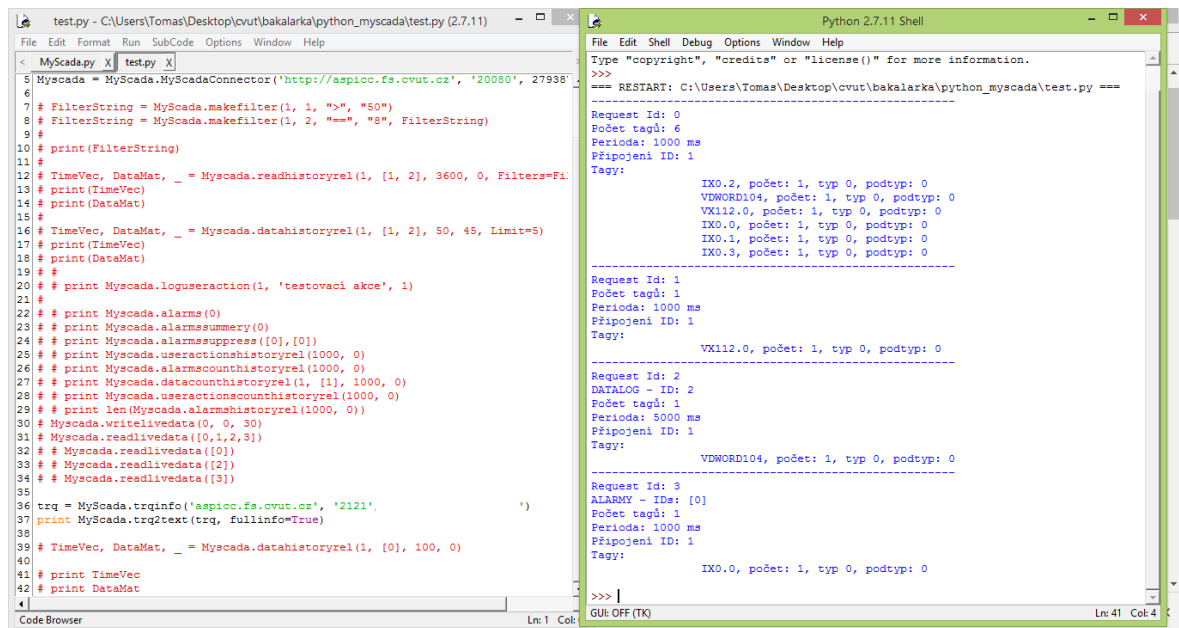 test.py - C:\Users\Tomas\Desktop\cvut\bakalarka\python_myscada\test.py (2.7.11)
File Edit Format Run SubCode Options Window Help
< MyScada.py X test.py X
5 Myscada = MyScada.MyScadaConnector('http://aspicc.fs.cvut.cz', '20080', 27938
6
7 # FilterString = MyScada.makefilter(1, 1, ">", "50")
8 # FilterString = MyScada.makefilter(1, 2, "==", "8", FilterString)
9 #
10 # print(FilterString)
11 #
12 # TimeVec, DataMat, _ = Myscada.readhistoryrel(1, [1, 2], 3600, 0, Filters=Fi
13 # print(TimeVec)
14 # print(DataMat)
15 #
16 # TimeVec, DataMat, _ = Myscada.datahistoryrel(1, [1, 2], 50, 45, Limit=5)
17 # print(TimeVec)
18 # print(DataMat)
19 # #
20 # # print Myscada.loguseraction(1, 'testovací akce', 1)
21 #
22 # # print Myscada.alarms(0)
23 # # print Myscada.alarmssummery(0)
24 # # print Myscada.alarmssuppress([0],[0])
25 # # print Myscada.useractionshistoryrel(1000, 0)
26 # # print Myscada.alarmscounthistoryrel(1000, 0)
27 # # print Myscada.datacounthistoryrel(1, [1], 1000, 0)
28 # # print Myscada.useractionscounthistoryrel(1000, 0)
29 # # print len(Myscada.alarmshistoryrel(1000, 0))
30 # Myscada.writelivedata(0, 0, 30)
31 # Myscada.readlivedata([0,1,2,3])
32 # # Myscada.readlivedata([0])
33 # # Myscada.readlivedata([2])
34 # # Myscada.readlivedata([3])
35
36 trq = MyScada.trqinfo('aspicc.fs.cvut.cz', '2121', ')
37 print MyScada.trq2text(trq, fullinfo=True)
38
39 # TimeVec, DataMat, _ = Myscada.datahistoryrel(1, [0], 100, 0)
40
41 # print TimeVec
42 # print DataMat
Code Browser Ln: 1 Col:
Python 2.7.11 Shell
File Edit Shell Debug Options Window Help
Type "copyright", "credits" or "license()" for more information.
>>>
=== RESTART: C:\Users\Tomas\Desktop\cvut\bakalarka\python_myscada\test.py ===
-----------------------------------------------------
Request Id: 0
Počet tagů: 6
Perioda: 1000 ms
Připojení ID: 1
Tagy:
IX0.2, počet: 1, typ 0, podtyp: 0
VDWORD104, počet: 1, typ 0, podtyp: 0
VX112.0, počet: 1, typ 0, podtyp: 0
IX0.0, počet: 1, typ 0, podtyp: 0
IX0.1, počet: 1, typ 0, podtyp: 0
IX0.3, počet: 1, typ 0, podtyp: 0
-----------------------------------------------------
Request Id: 1
Počet tagů: 1
Perioda: 1000 ms
Připojení ID: 1
Tagy:
VX112.0, počet: 1, typ 0, podtyp: 0
-----------------------------------------------------
Request Id: 2
DATALOG - ID: 2
Počet tagů: 1
Perioda: 5000 ms
Připojení ID: 1
Tagy:
VDWORD104, počet: 1, typ 0, podtyp: 0
-----------------------------------------------------
Request Id: 3
ALARMY - IDs: [0]
Počet tagů: 1
Perioda: 1000 ms
Připojení ID: 1
Tagy:
IX0.0, počet: 1, typ 0, podtyp: 0
>>>
GUI: OFF (TK) Ln: 41 Col: 4